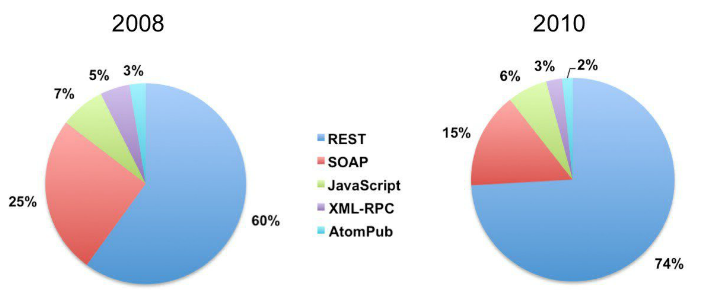 2008
2010
3%
5%
7%
25%
60%
REST
SOAP
JavaScript
XML-RPC
AtomPub
2%
3%
6%
15%
74%